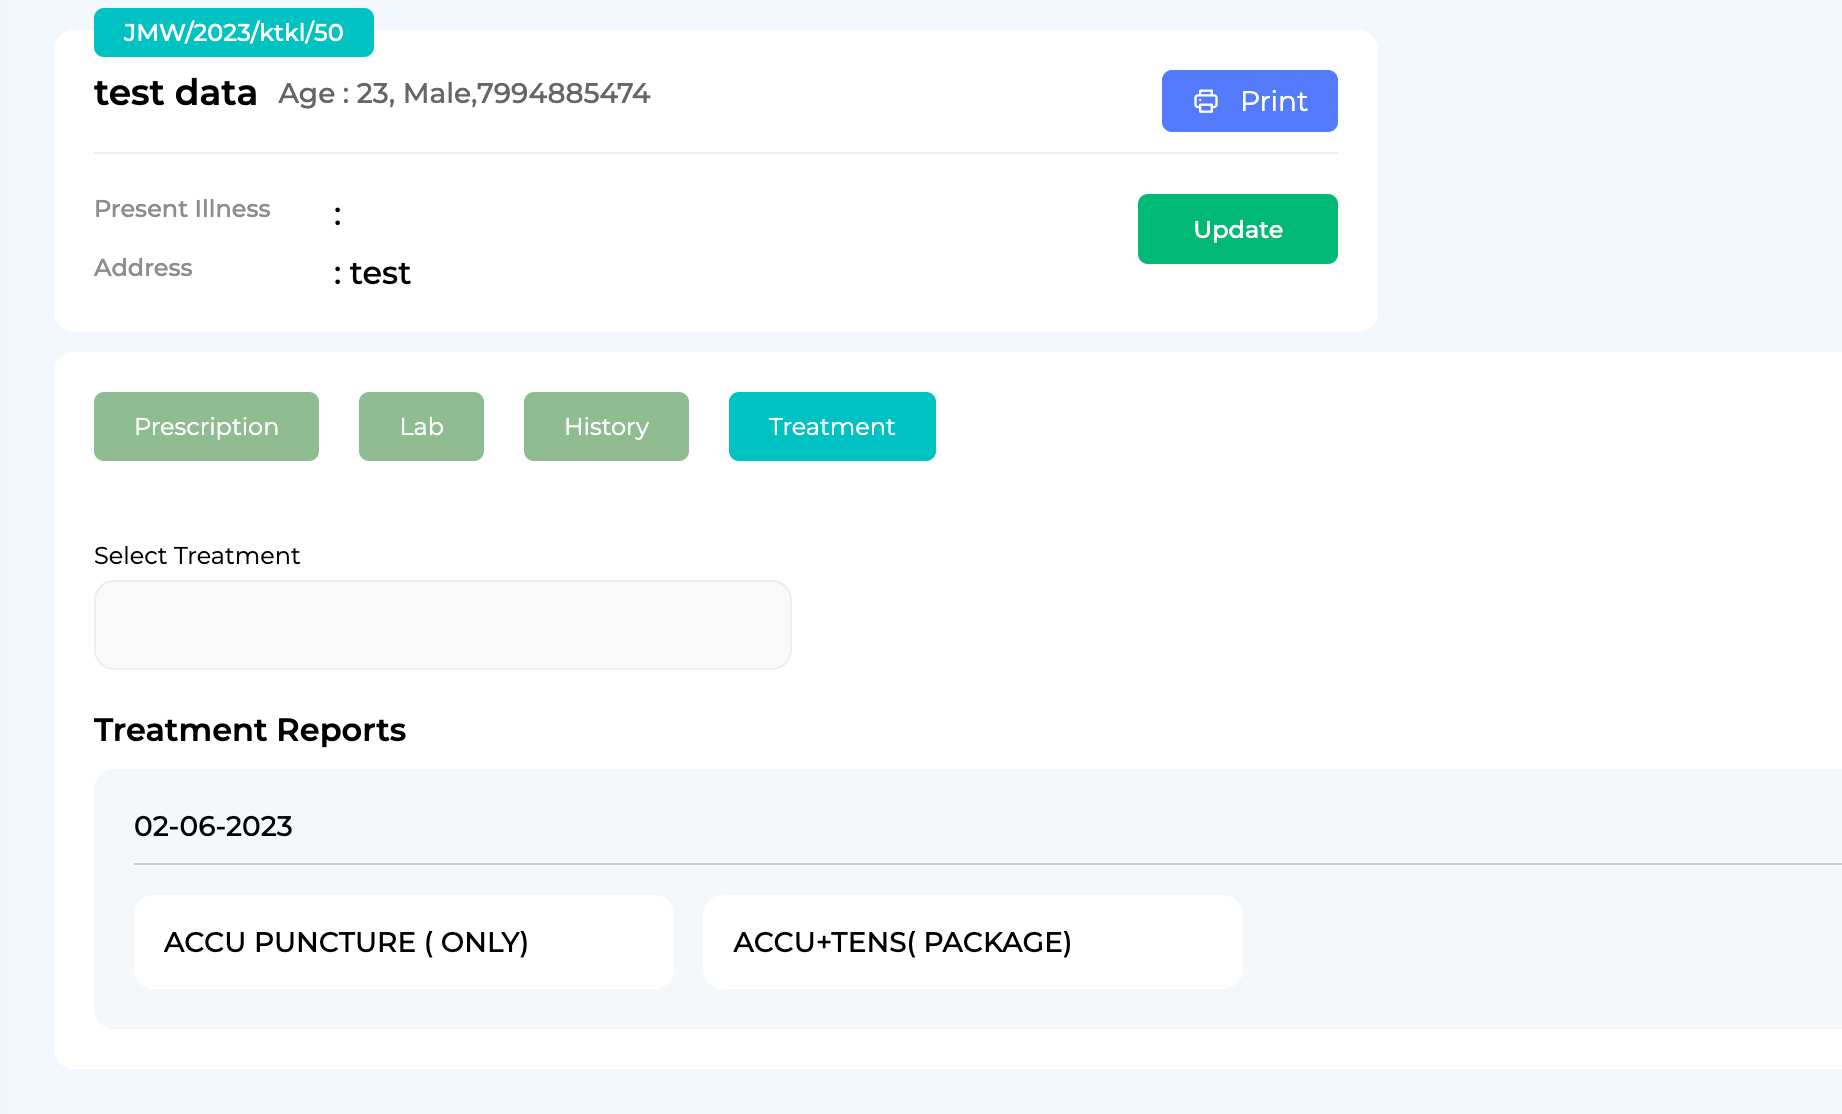 JMW/2023/ktkl/50
test data Age : 23, Male,7994885474
Print
Present Illness :
Update
Address : test
Prescription Lab History Treatment
Select Treatment
Treatment Reports
02-06-2023
ACCU PUNCTURE ( ONLY) ACCU+TENS( PACKAGE)